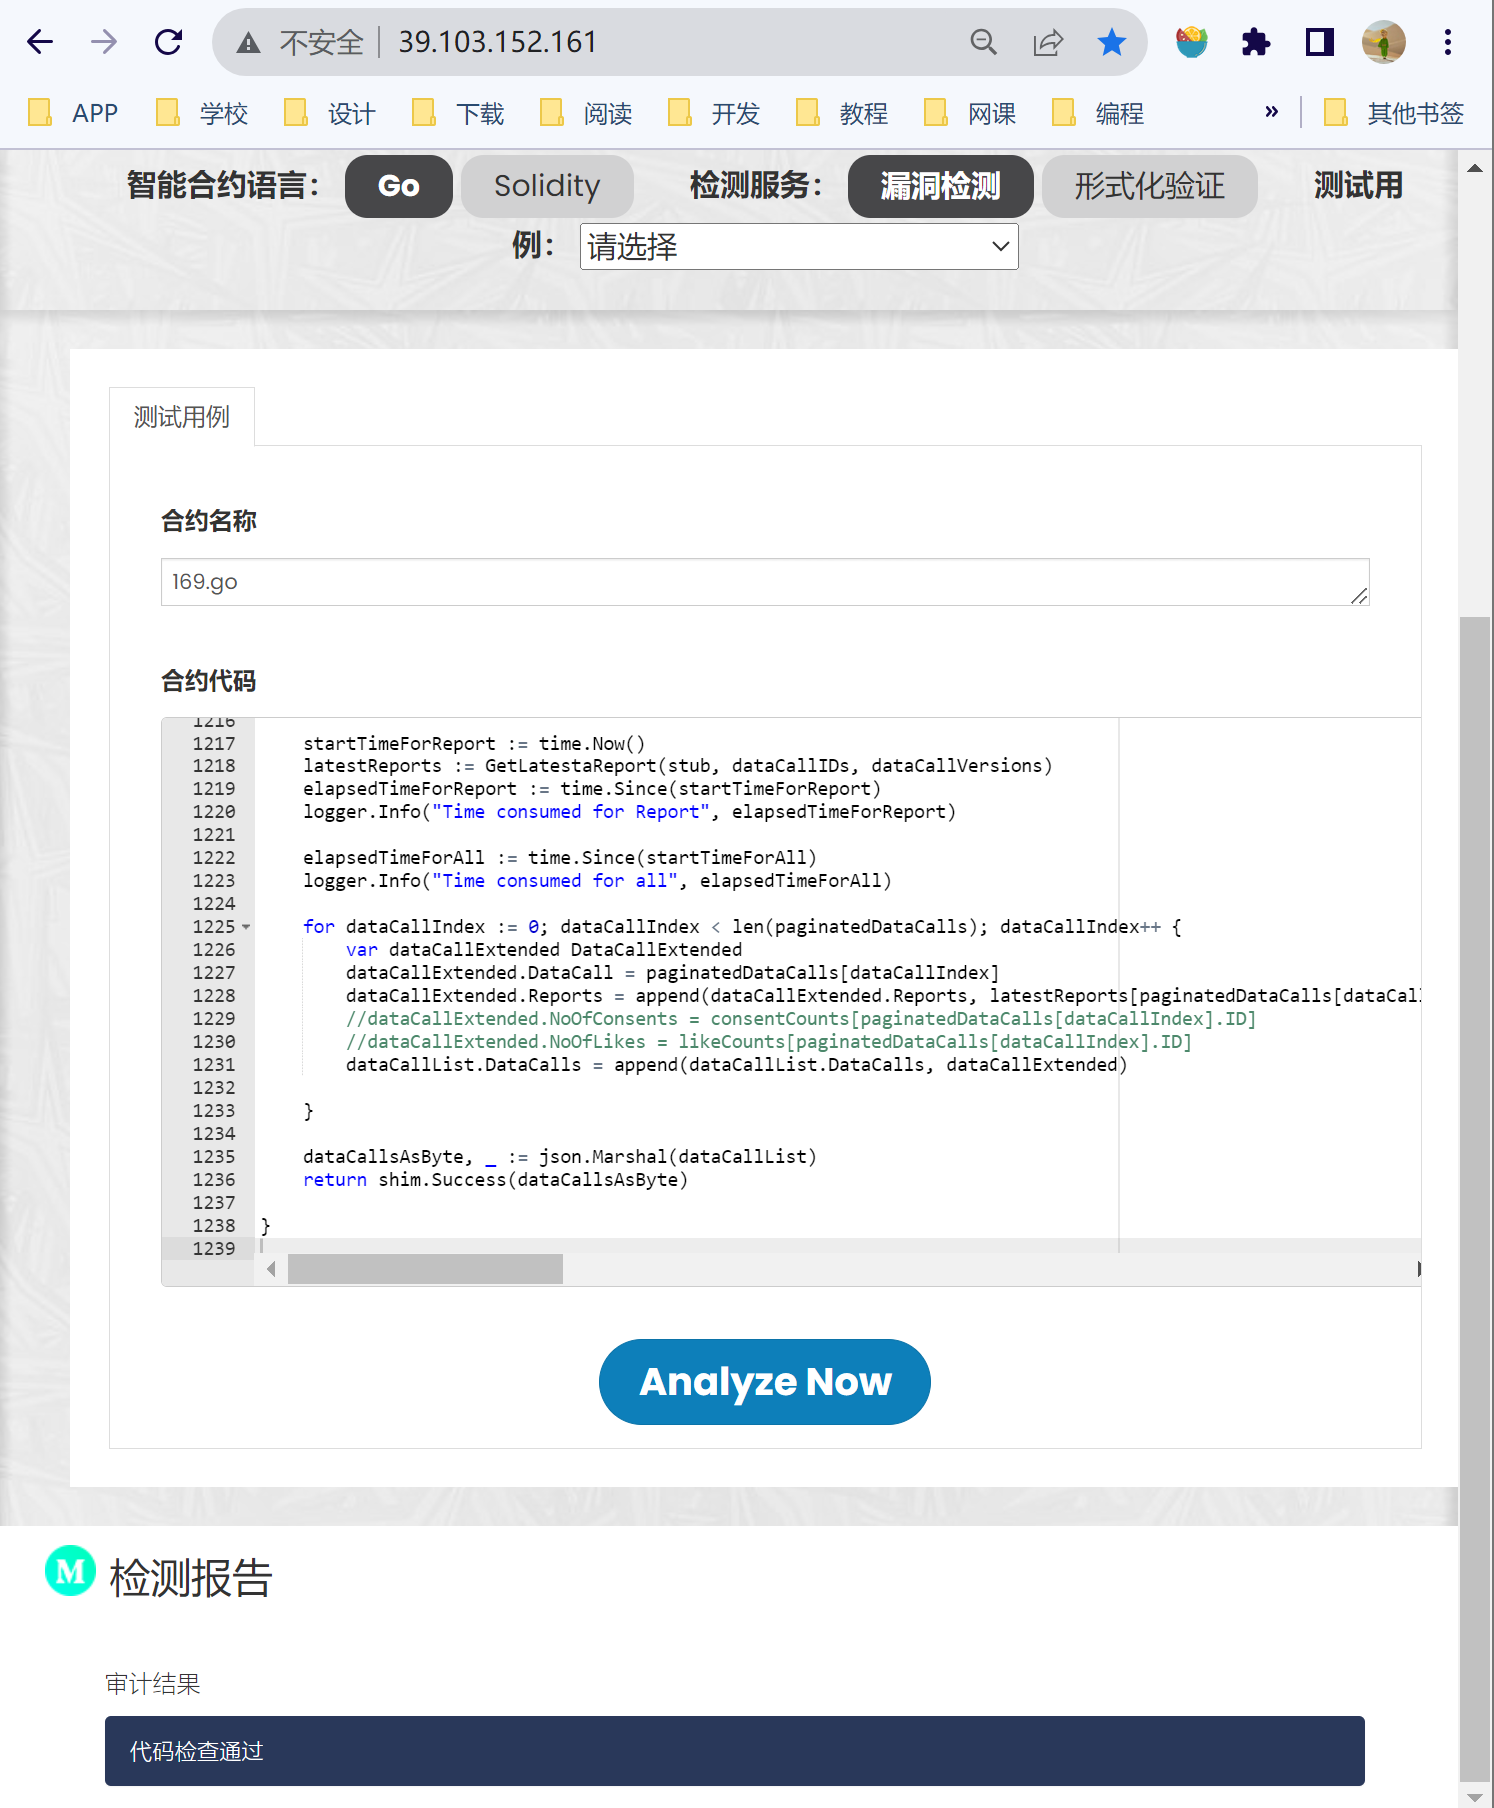 不安全 39.103.152.161
APP 学校 设计 下载 阅读 开发 教程 网课 编程 » 其他书签
智能合约语言： Go Solidity 检测服务： 漏洞检测 形式化验证 测试用
例： 请选择
测试用例
合约名称
169.go
合约代码
1216
1217 startTimeForReport := time.Now()
1218 latestReports := GetLatestaReport(stub, dataCallIDs, dataCallVersions)
1219 elapsedTimeForReport := time.Since(startTimeForReport)
1220 logger.Info("Time consumed for Report", elapsedTimeForReport)
1221
1222 elapsedTimeForAll := time.Since(startTimeForAll)
1223 logger.Info("Time consumed for all", elapsedTimeForAll)
1224
1225 for dataCallIndex := 0; dataCallIndex < len(paginatedDataCalls); dataCallIndex++ {
1226 var dataCallExtended DataCallExtended
1227 dataCallExtended.DataCall = paginatedDataCalls[dataCallIndex]
1228 dataCallExtended.Reports = append(dataCallExtended.Reports, latestReports[paginatedDataCalls[dataCal
1229 //dataCallExtended.NoOfConsents = consentCounts[paginatedDataCalls[dataCallIndex].ID]
1230 //dataCallExtended.NoOfLikes = likeCounts[paginatedDataCalls[dataCallIndex].ID]
1231 dataCallList.DataCalls = append(dataCallList.DataCalls, dataCallExtended)
1232
1233 }
1234
1235 dataCallsAsByte, _ := json.Marshal(dataCallList)
1236 return shim.Success(dataCallsAsByte)
1237
1238 }
1239
Analyze Now
M 检测报告
审计结果
代码检查通过